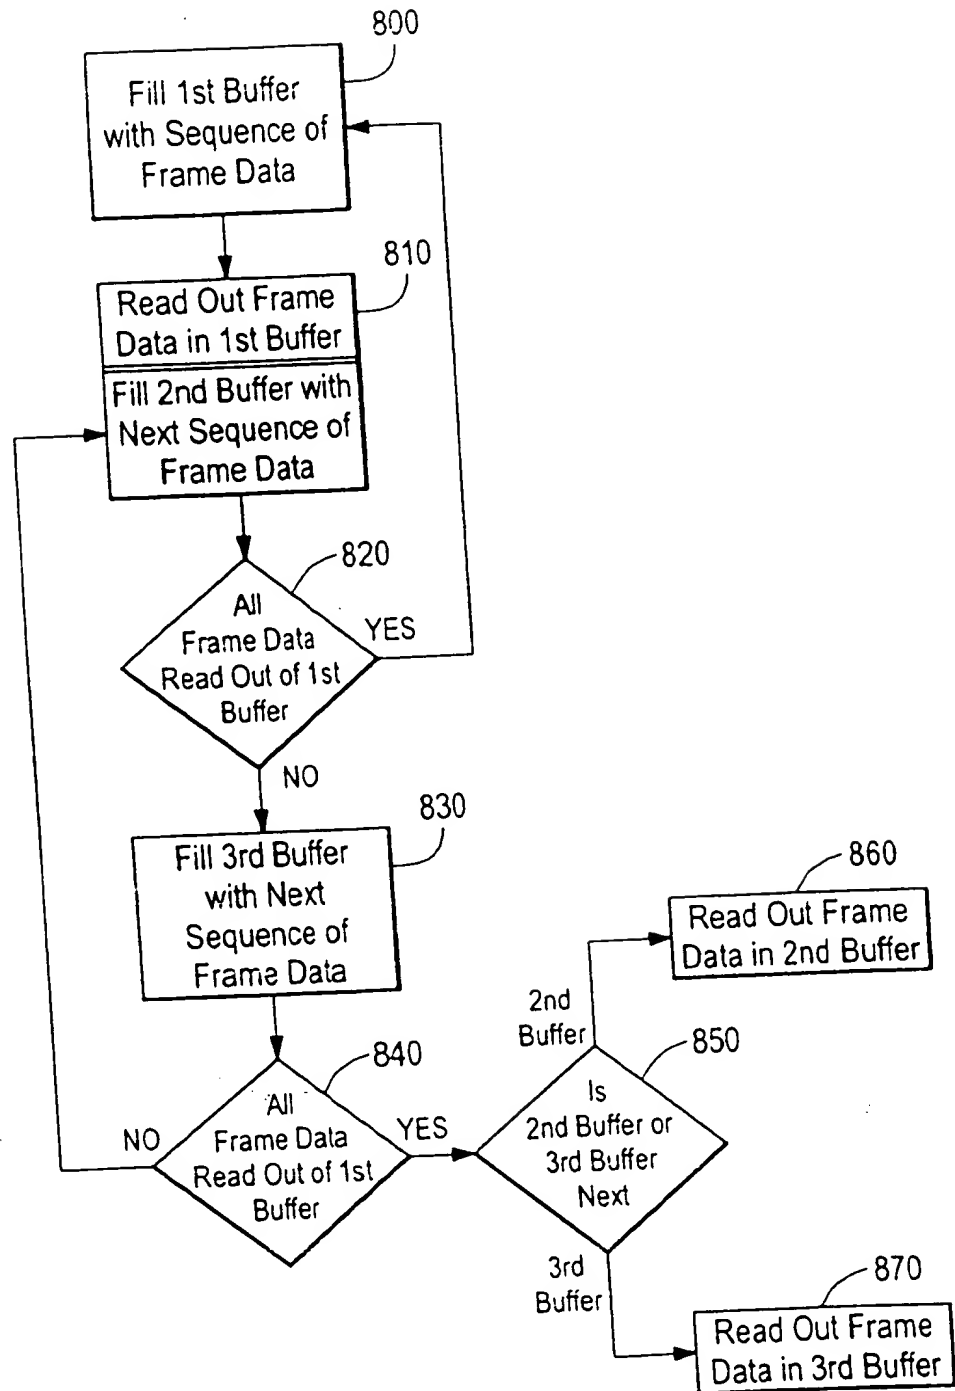 800
Fill 1st Buffer
with Sequence of
Frame Data
810
Read Out Frame
Data in 1st Buffer
Fill 2nd Buffer with
Next Sequence of
Frame Data
820
All
Frame Data
Read Out of 1st
Buffer
YES
NO
830
Fill 3rd Buffer
with Next
Sequence of
Frame Data
840
All
Frame Data
Read Out of 1st
Buffer
NO
YES
850
Is
2nd Buffer or
3rd Buffer
Next
2nd
Buffer
860
Read Out Frame
Data in 2nd Buffer
3rd
Buffer
870
Read Out Frame
Data in 3rd Buffer